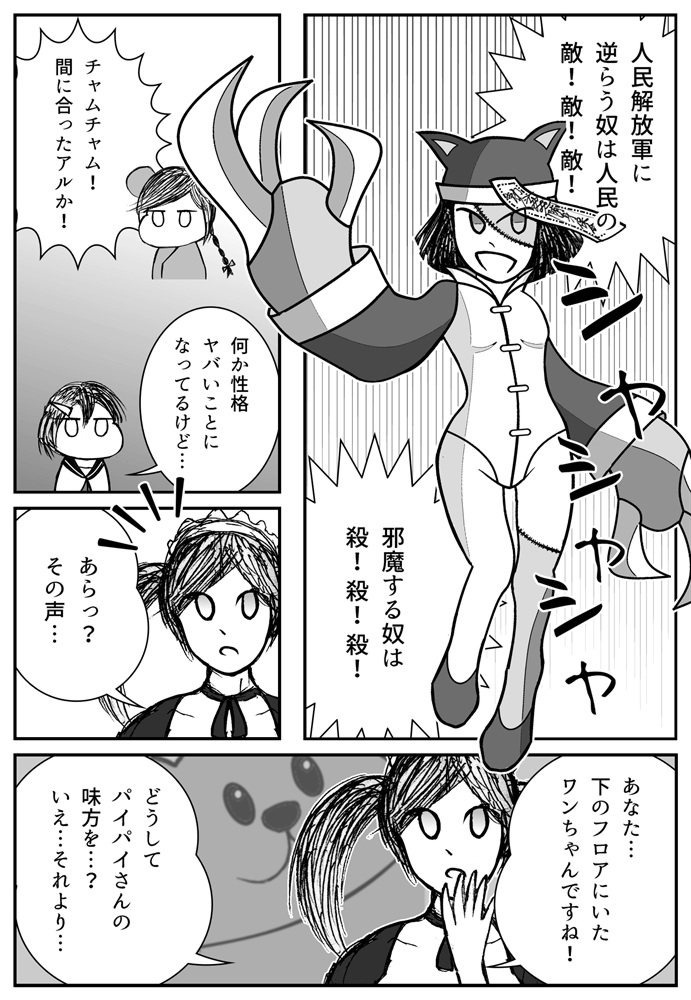 人民解放軍に
逆らう奴は人民の
敵！敵！敵！
シャシャシャ
邪魔する奴は
殺！殺！殺！
チャムチャム！
間に合ったアルか！
何か性格
ヤバいことに
なってるけど…
あらっ？
その声…
あなた…
下のフロアにいた
ワンちゃんですね！
どうして
パイパイさんの
味方を…？
いえ…それより…